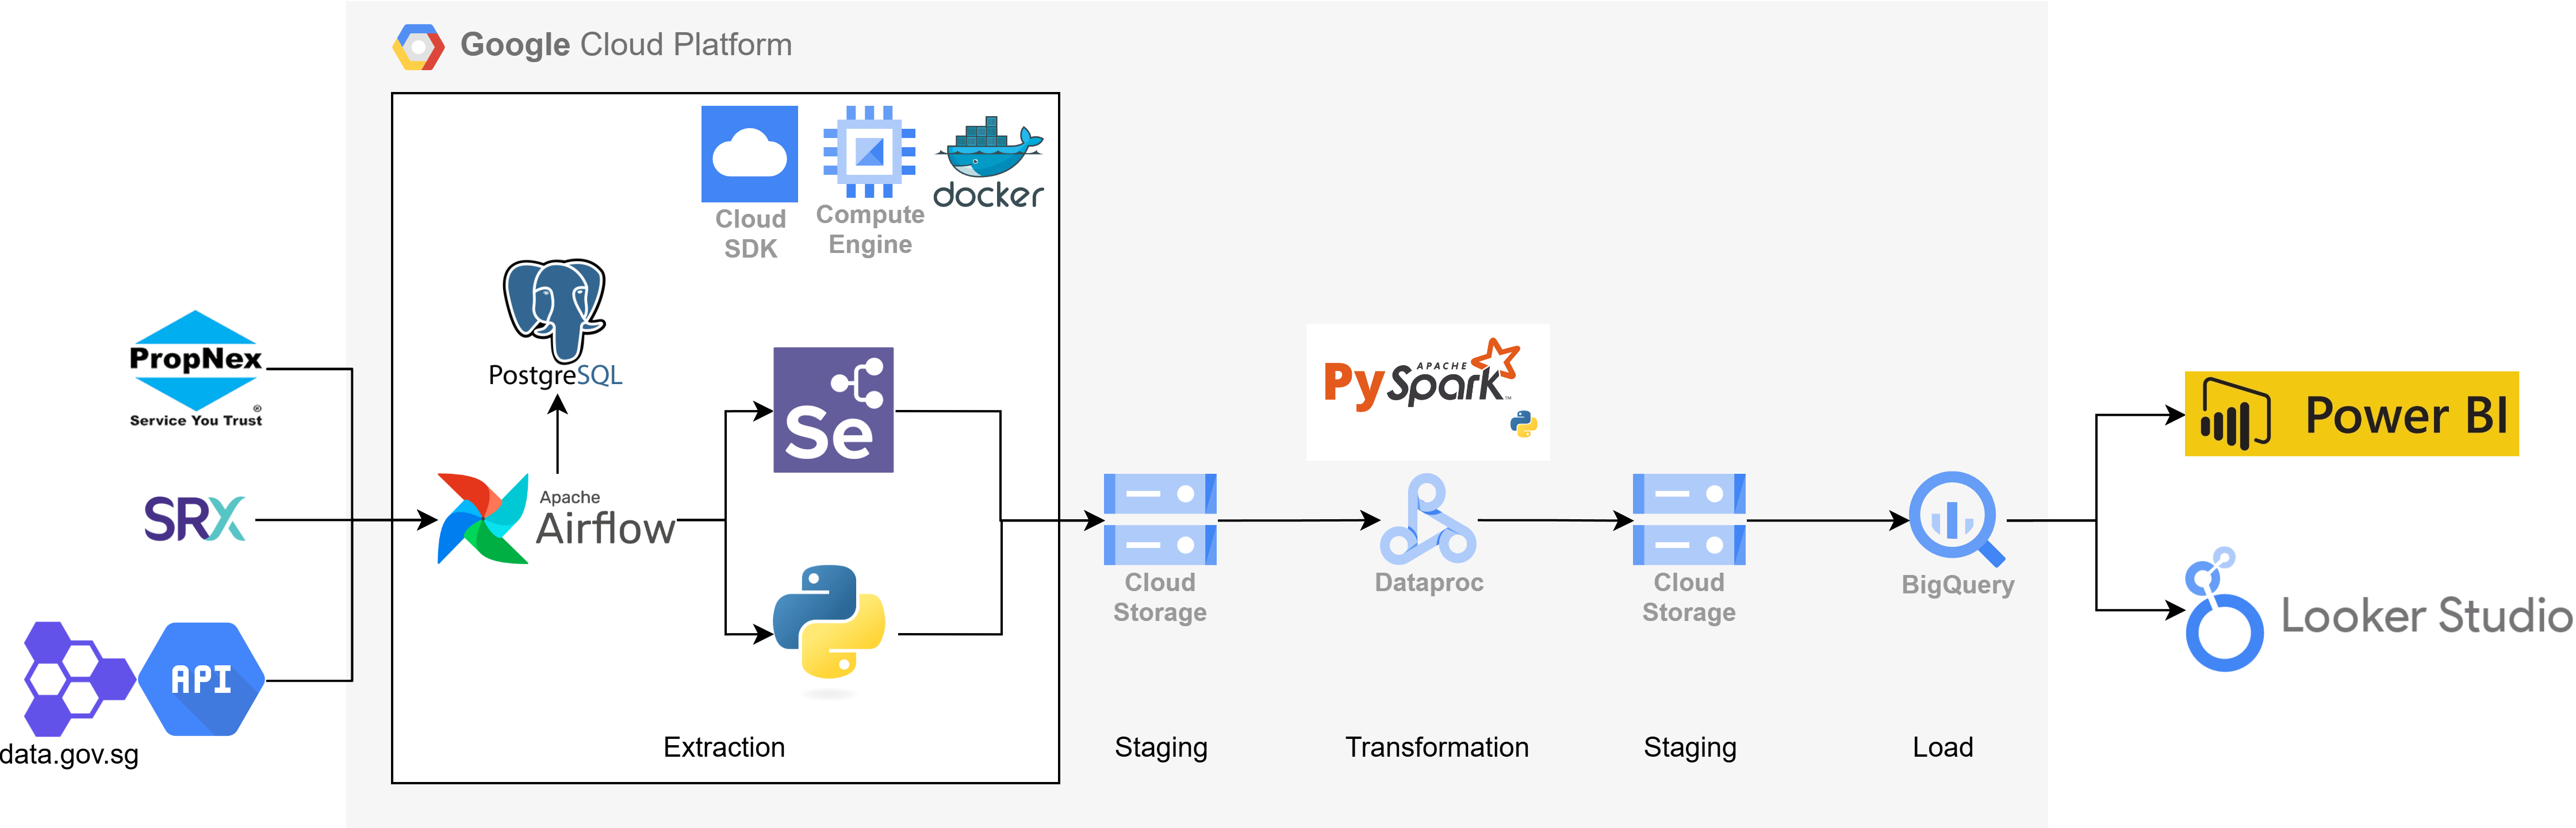 Google Cloud Platform
Cloud
SDK
Compute
Engine
docker
PropNex
Service You Trust ®
SRX
API
data.gov.sg
PostgreSQL
Apache
Airflow
Se
Extraction
Cloud
Storage
Staging
APACHE
PySpark™
Dataproc
Transformation
Cloud
Storage
Staging
BigQuery
Load
Power BI
Looker Studio